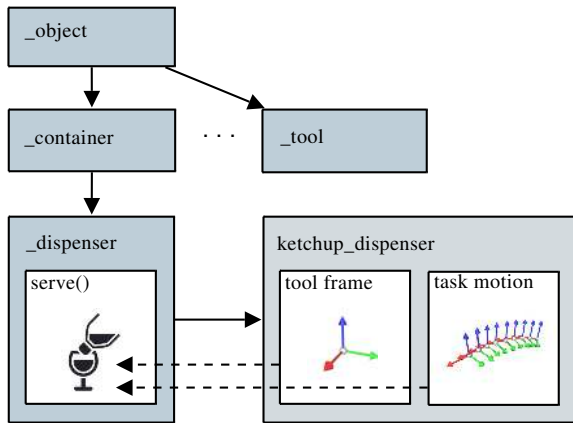 _object
_container
. . .
_tool
_dispenser
ketchup_dispenser
serve()
tool frame
task motion